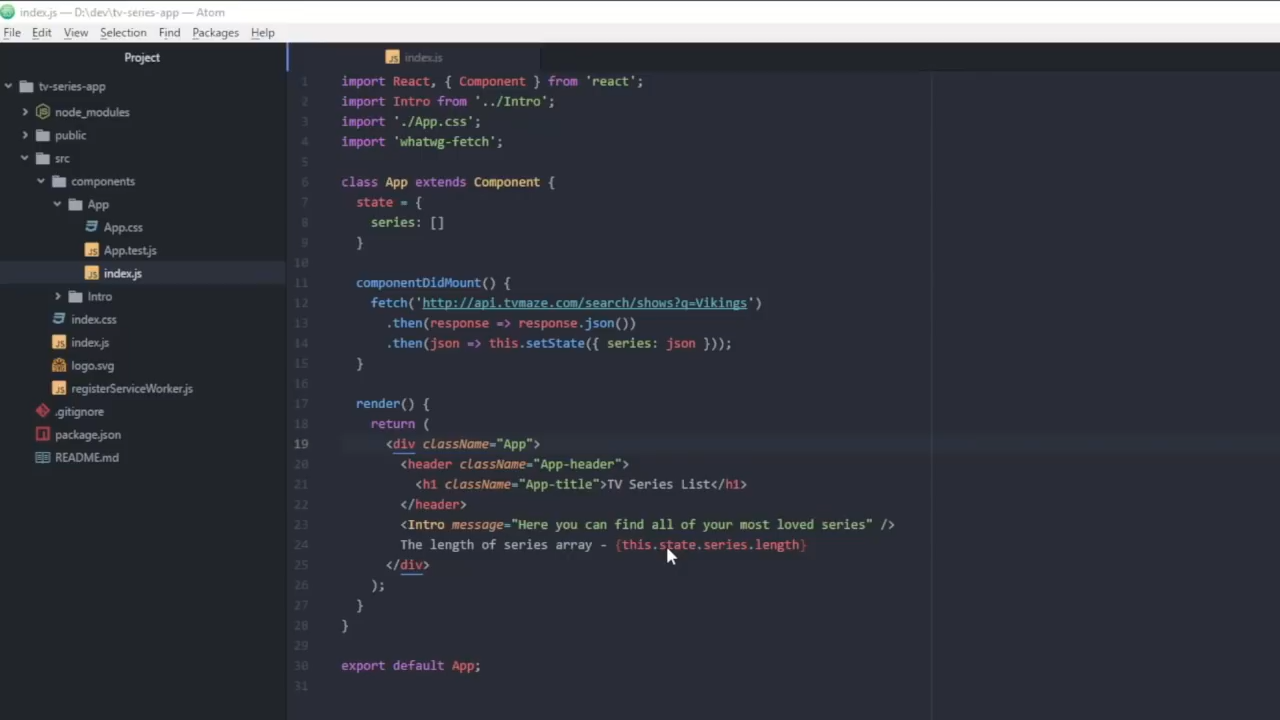 index.js — D:\dev\tv-series-app — Atom
File Edit View Selection Find Packages Help
Project
tv-series-app
node_modules
public
src
components
App
App.css
App.test.js
index.js
Intro
index.css
index.js
logo.svg
registerServiceWorker.js
.gitignore
package.json
README.md
index.js
1 import React, { Component } from 'react';
2 import Intro from '../Intro';
3 import './App.css';
4 import 'whatwg-fetch';
5
6 class App extends Component {
7   state = {
8     series: []
9   }
10
11   componentDidMount() {
12     fetch('http://api.tvmaze.com/search/shows?q=Vikings')
13       .then(response => response.json())
14       .then(json => this.setState({ series: json }));
15   }
16
17   render() {
18     return (
19       <div className="App">
20         <header className="App-header">
21           <h1 className="App-title">TV Series List</h1>
22         </header>
23         <Intro message="Here you can find all of your most loved series" />
24         The length of series array - {this.state.series.length}
25       </div>
26     );
27   }
28 }
29
30 export default App;
31